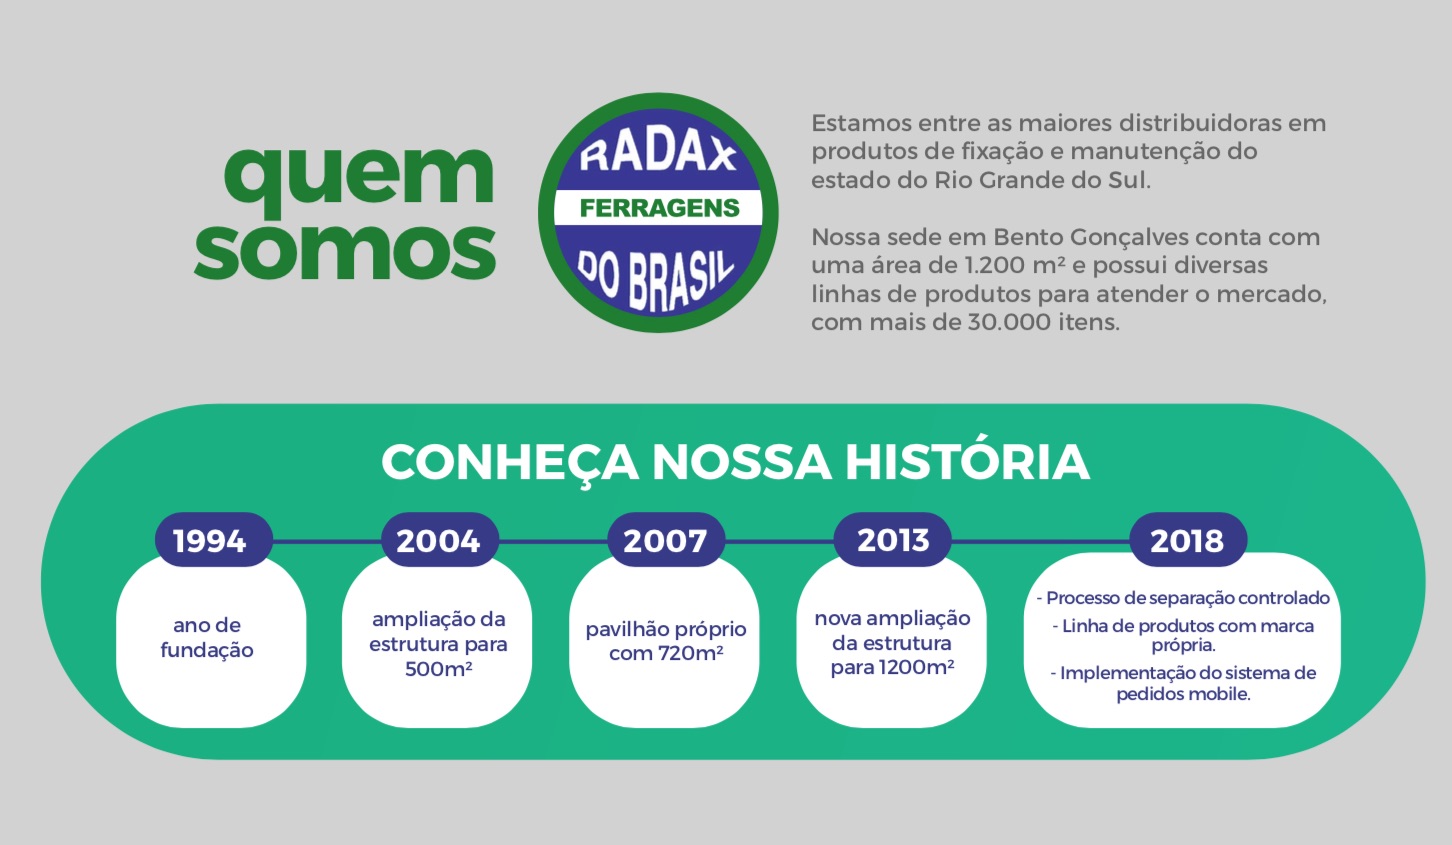 quem
somos
RADAX
FERRAGENS
DO BRASIL
Estamos entre as maiores distribuidoras em
produtos de fixação e manutenção do
estado do Rio Grande do Sul.
Nossa sede em Bento Gonçalves conta com
uma área de 1.200 m² e possui diversas
linhas de produtos para atender o mercado,
com mais de 30.000 itens.
CONHEÇA NOSSA HISTÓRIA
1994
ano de
fundação
2004
ampliação da
estrutura para
500m²
2007
pavilhão próprio
com 720m²
2013
nova ampliação
da estrutura
para 1200m²
2018
- Processo de separação controlado
- Linha de produtos com marca
própria.
- Implementação do sistema de
pedidos mobile.